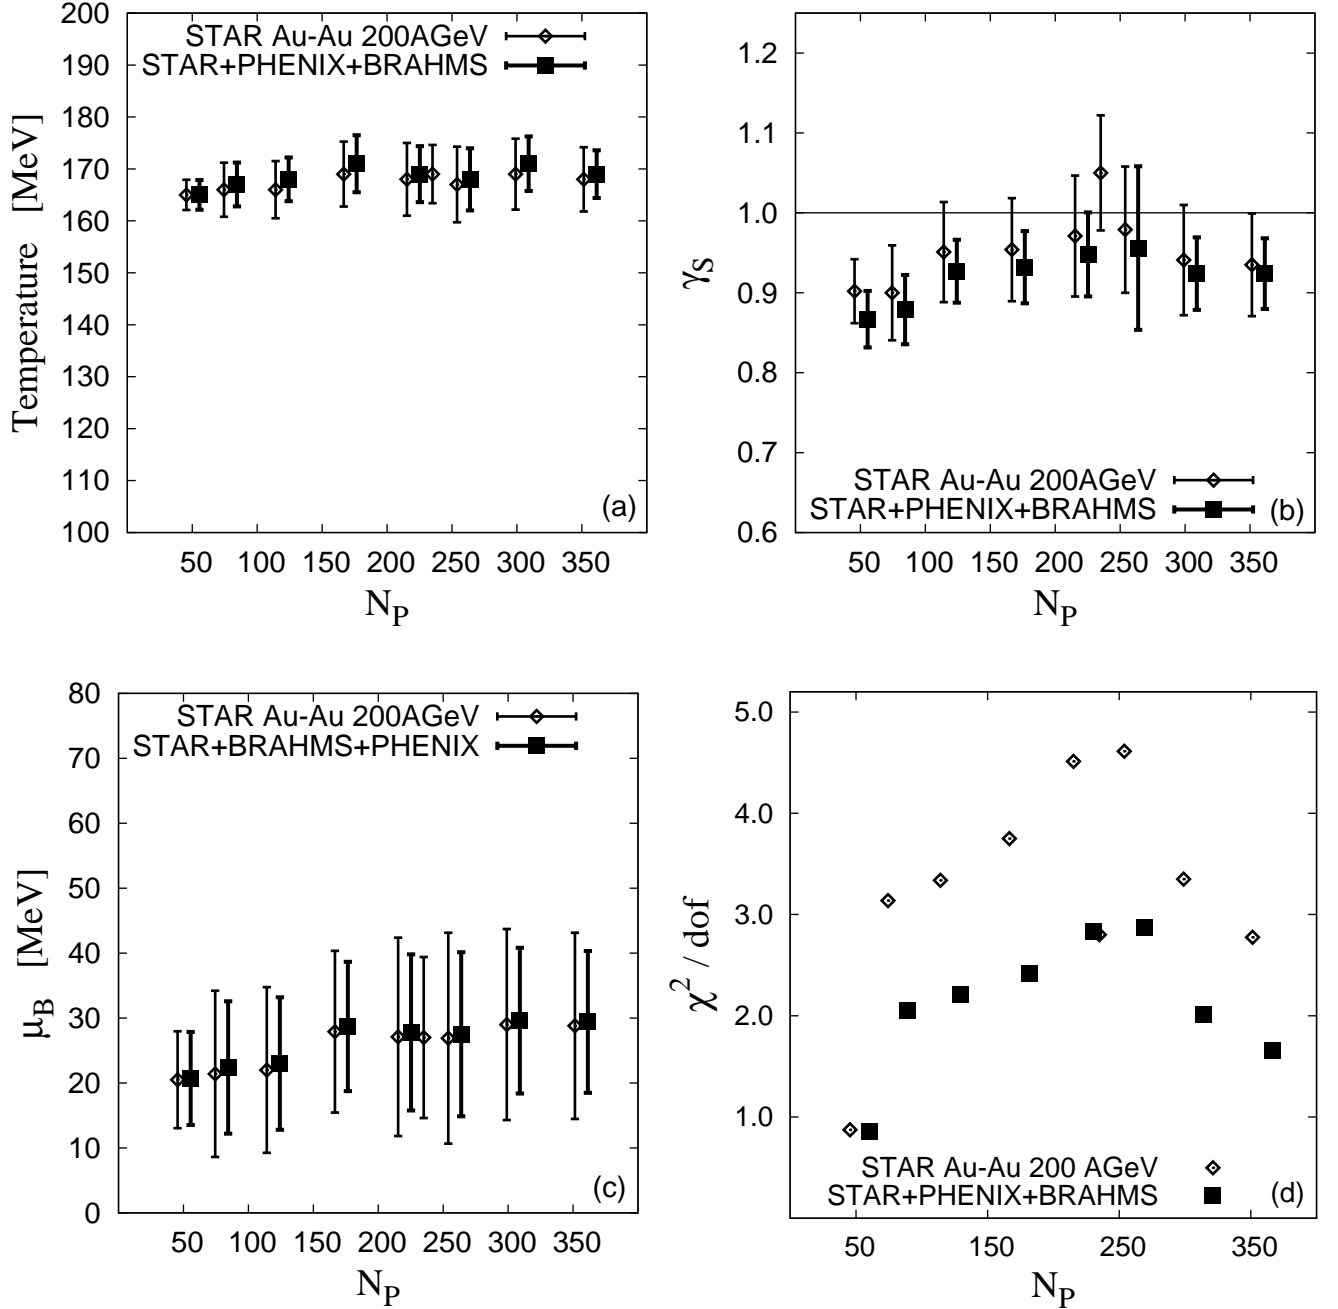 200
190
180
170
160
150
140
130
120
110
100
Temperature [MeV]
STAR Au-Au 200AGeV
STAR+PHENIX+BRAHMS
(a)
50 100 150 200 250 300 350
N_P
1.2
1.1
1.0
0.9
0.8
0.7
0.6
γ_S
STAR Au-Au 200AGeV
STAR+PHENIX+BRAHMS
(b)
50 100 150 200 250 300 350
N_P
80
70
60
50
40
30
20
10
0
μ_B [MeV]
STAR Au-Au 200AGeV
STAR+BRAHMS+PHENIX
(c)
50 100 150 200 250 300 350
N_P
5.0
4.0
3.0
2.0
1.0
χ² / dof
STAR Au-Au 200 AGeV
STAR+PHENIX+BRAHMS
(d)
50 150 250 350
N_P